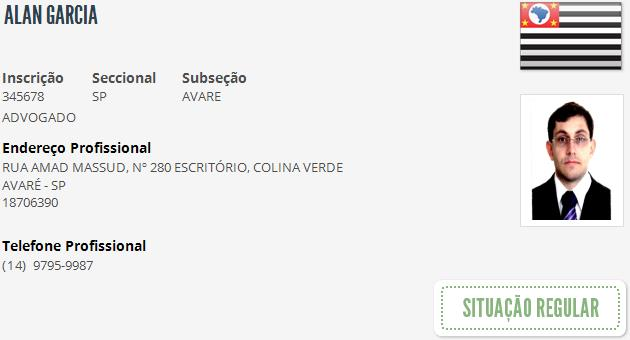 ALAN GARCIA
Inscrição Seccional Subseção
345678 SP AVARE
ADVOGADO
Endereço Profissional
RUA AMAD MASSUD, Nº 280 ESCRITÓRIO, COLINA VERDE
AVARÉ - SP
18706390
Telefone Profissional
(14) 9795-9987
SITUAÇÃO REGULAR